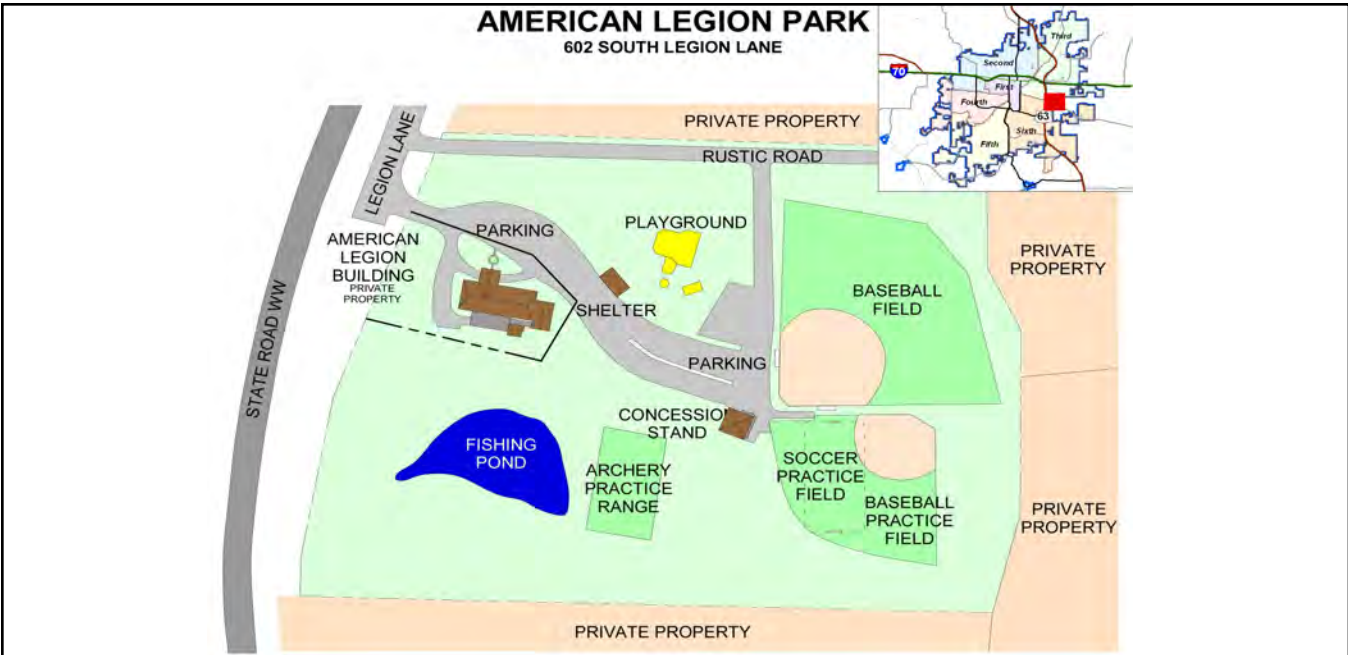 AMERICAN LEGION PARK
602 SOUTH LEGION LANE
Third
Second
70
First
Fourth
63
Sixth
Fifth
PRIVATE PROPERTY
RUSTIC ROAD
LEGION LANE
PLAYGROUND
PARKING
AMERICAN
LEGION
BUILDING
PRIVATE
PROPERTY
PRIVATE
PROPERTY
BASEBALL
FIELD
SHELTER
STATE ROAD WW
PARKING
CONCESSION
STAND
FISHING
POND
ARCHERY
PRACTICE
RANGE
SOCCER
PRACTICE
FIELD
BASEBALL
PRACTICE
FIELD
PRIVATE
PROPERTY
PRIVATE PROPERTY